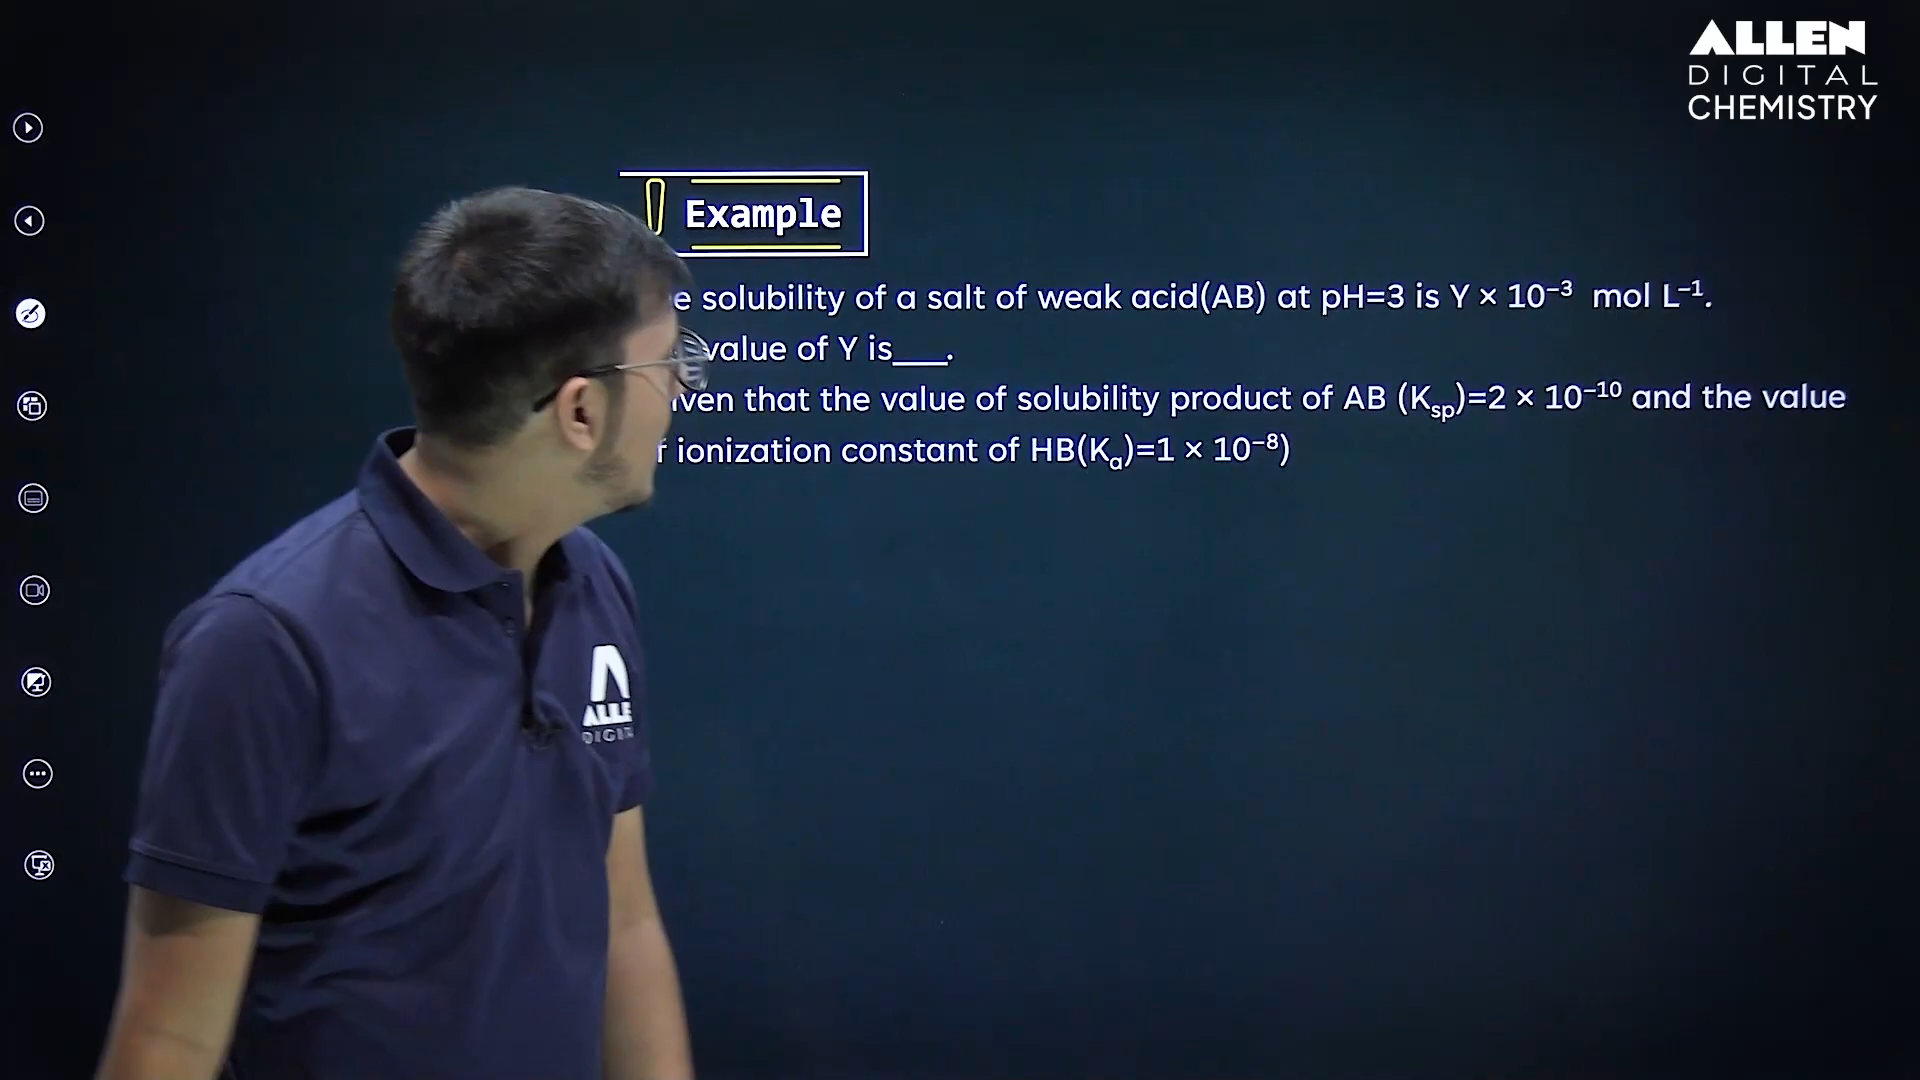 ALLEN
DIGITAL
CHEMISTRY
Example
solubility of a salt of weak acid(AB) at pH=3 is Y × 10⁻³ mol L⁻¹.
value of Y is___.
that the value of solubility product of AB (Kₛₚ)=2 × 10⁻¹⁰ and the value
ionization constant of HB(Kₐ)=1 × 10⁻⁸)
DIGITAL